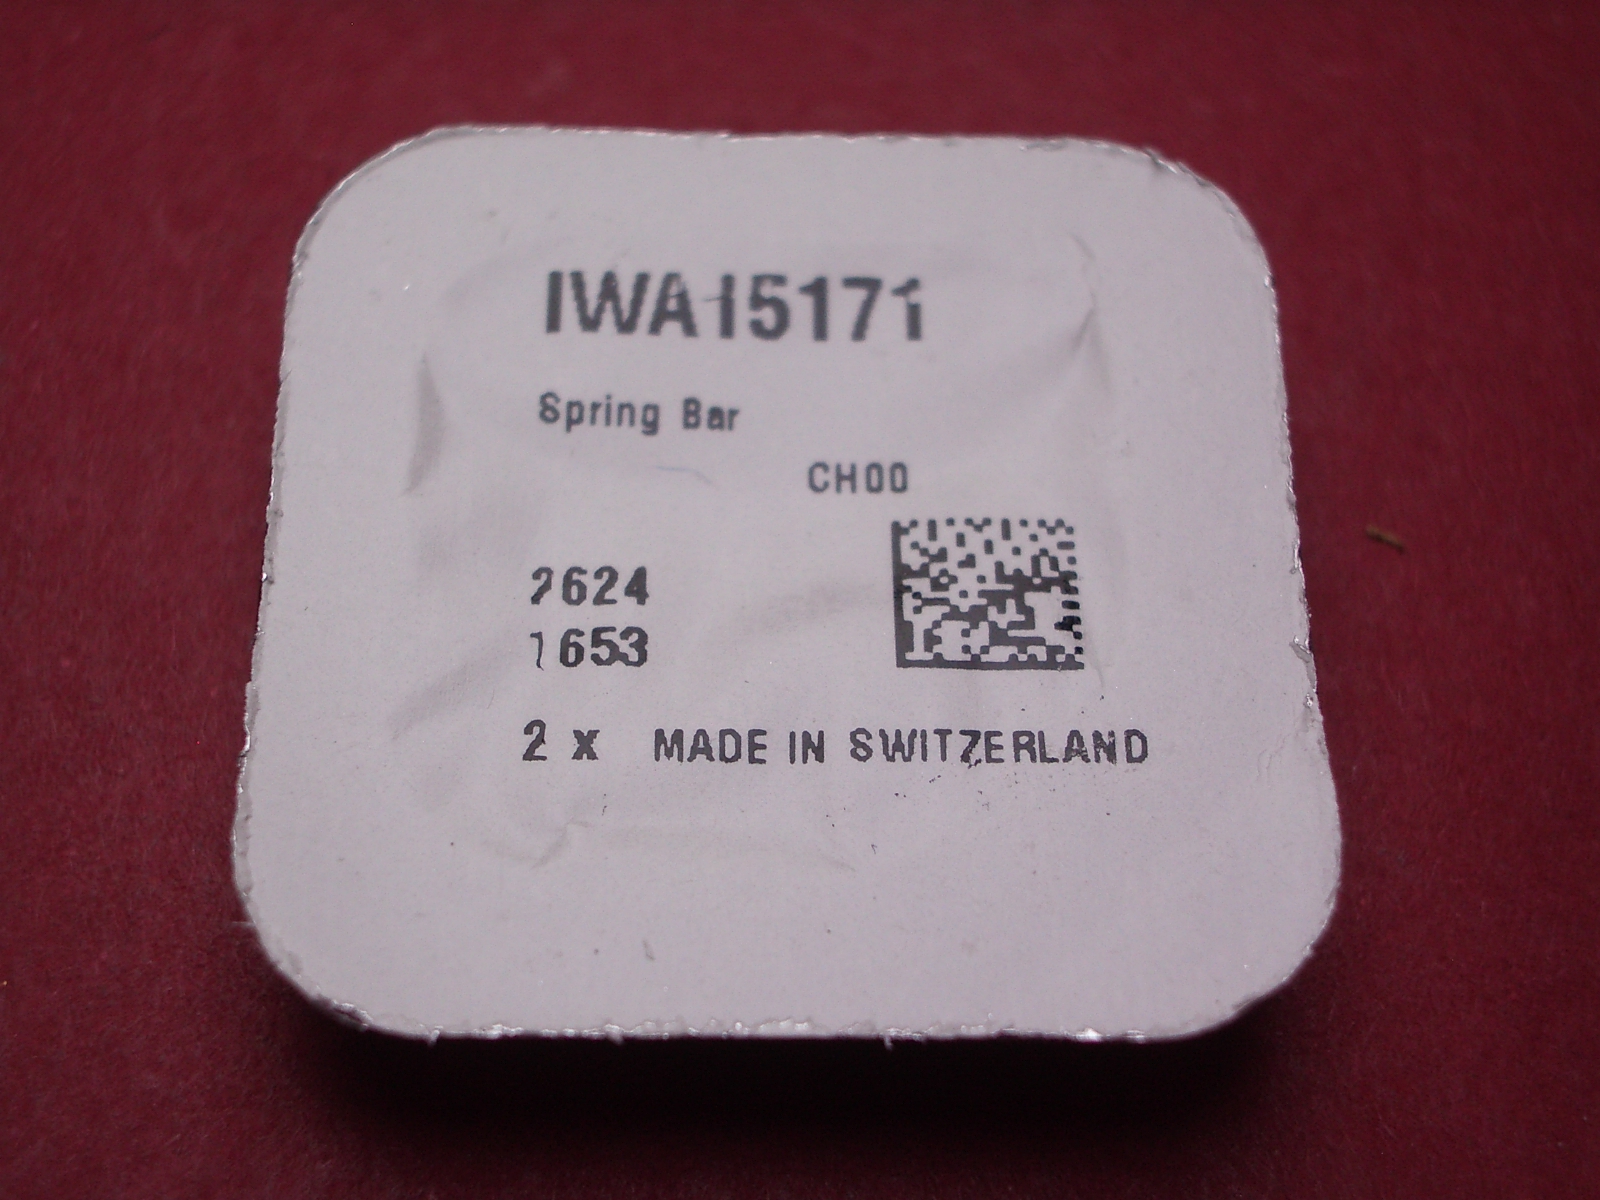 IWA15171
Spring Bar
CH00
2624
1653
2 x MADE IN SWITZERLAND